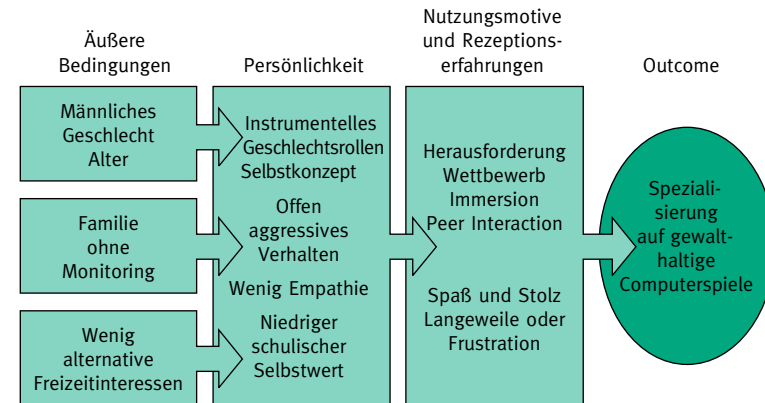 Äußere
Bedingungen
Persönlichkeit
Nutzungsmotive
und Rezeptions-
erfahrungen
Outcome
Männliches
Geschlecht
Alter
Familie
ohne
Monitoring
Wenig
alternative
Freizeitinteressen
Instrumentelles
Geschlechtsrollen
Selbstkonzept
Offen
aggressives
Verhalten
Wenig Empathie
Niedriger
schulischer
Selbstwert
Herausforderung
Wettbewerb
Immersion
Peer Interaction
Spaß und Stolz
Langeweile oder
Frustration
Speziali-
sierung
auf gewalt-
haltige
Computerspiele